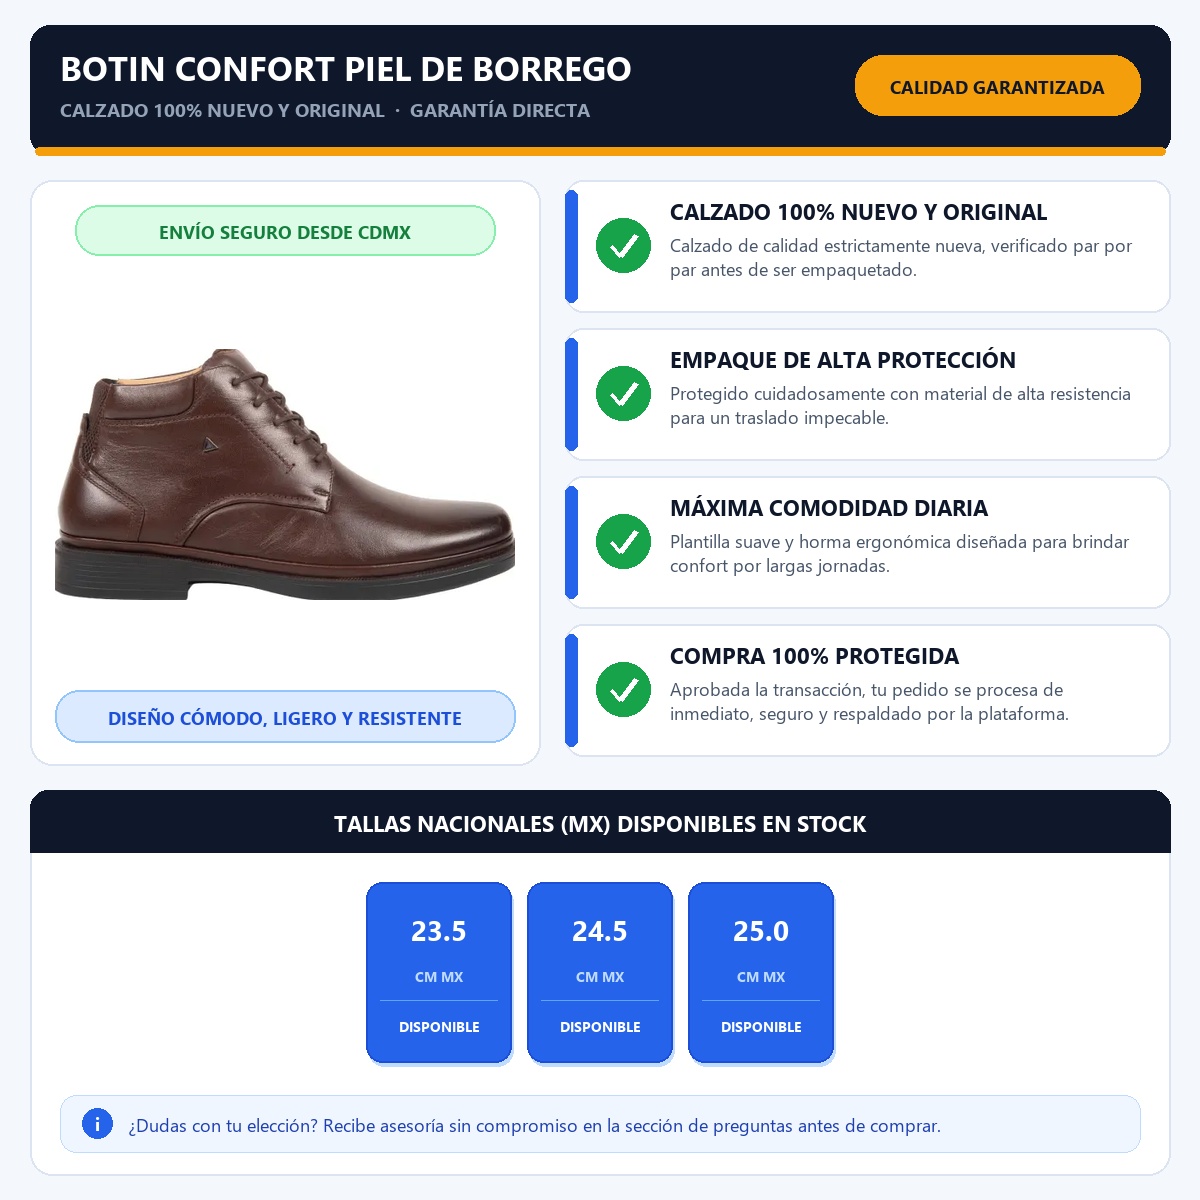 BOTIN CONFORT PIEL DE BORREGO
CALZADO 100% NUEVO Y ORIGINAL · GARANTÍA DIRECTA
CALIDAD GARANTIZADA
ENVÍO SEGURO DESDE CDMX
DISEÑO CÓMODO, LIGERO Y RESISTENTE
CALZADO 100% NUEVO Y ORIGINAL
Calzado de calidad estrictamente nueva, verificado par por
par antes de ser empaquetado.
EMPAQUE DE ALTA PROTECCIÓN
Protegido cuidadosamente con material de alta resistencia
para un traslado impecable.
MÁXIMA COMODIDAD DIARIA
Plantilla suave y horma ergonómica diseñada para brindar
confort por largas jornadas.
COMPRA 100% PROTEGIDA
Aprobada la transacción, tu pedido se procesa de
inmediato, seguro y respaldado por la plataforma.
TALLAS NACIONALES (MX) DISPONIBLES EN STOCK
23.5
CM MX
DISPONIBLE
24.5
CM MX
DISPONIBLE
25.0
CM MX
DISPONIBLE
¿Dudas con tu elección? Recibe asesoría sin compromiso en la sección de preguntas antes de comprar.